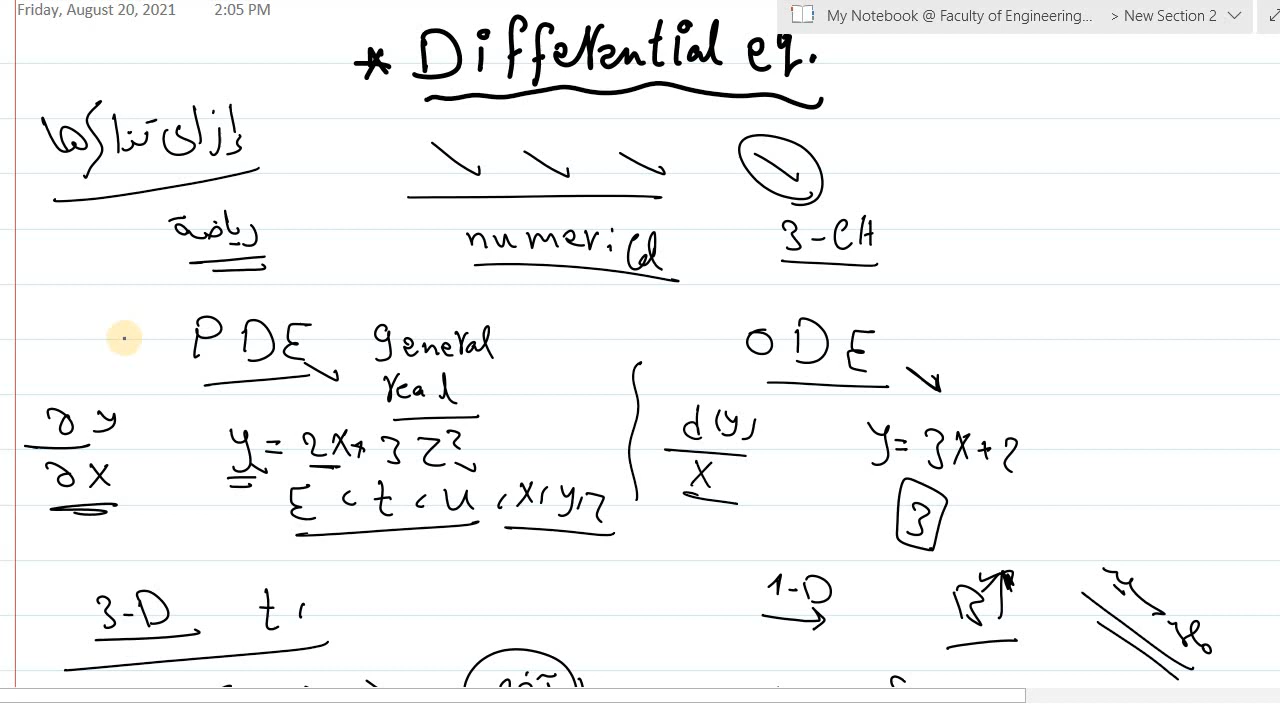 Friday, August 20, 2021 2:05 PM
My Notebook @ Faculty of Engineering... > New Section 2
* Differential eq.
إزاى تذاكرها
رياضة
numerical
3-CH
PDE general
real
ODE
∂y
∂x
y = 2x + 3z²
ε، t، u، x، y، z
d(y)
x
y = 3x + 2
3
3-D t،
1-D